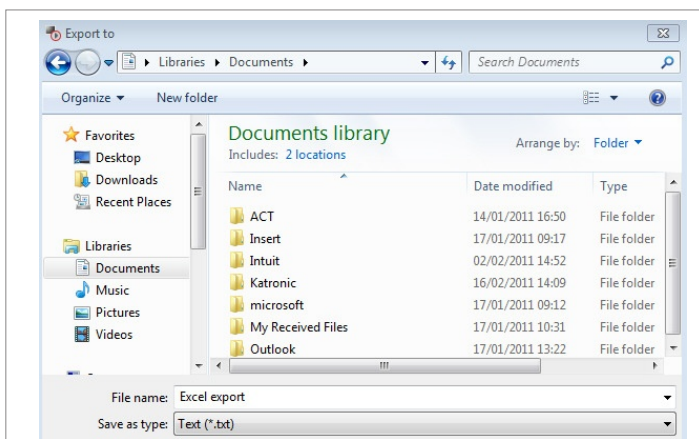 Export to
Libraries Documents
Search Documents
Organize New folder
Favorites
Desktop
Downloads
Recent Places
Libraries
Documents
Music
Pictures
Videos
Documents library
Includes: 2 locations
Arrange by: Folder
Name Date modified Type
ACT 14/01/2011 16:50 File folder
Insert 17/01/2011 09:17 File folder
Intuit 02/02/2011 14:52 File folder
Katronic 16/02/2011 14:09 File folder
microsoft 17/01/2011 09:12 File folder
My Received Files 17/01/2011 10:31 File folder
Outlook 17/01/2011 13:22 File folder
File name: Excel export
Save as type: Text (*.txt)